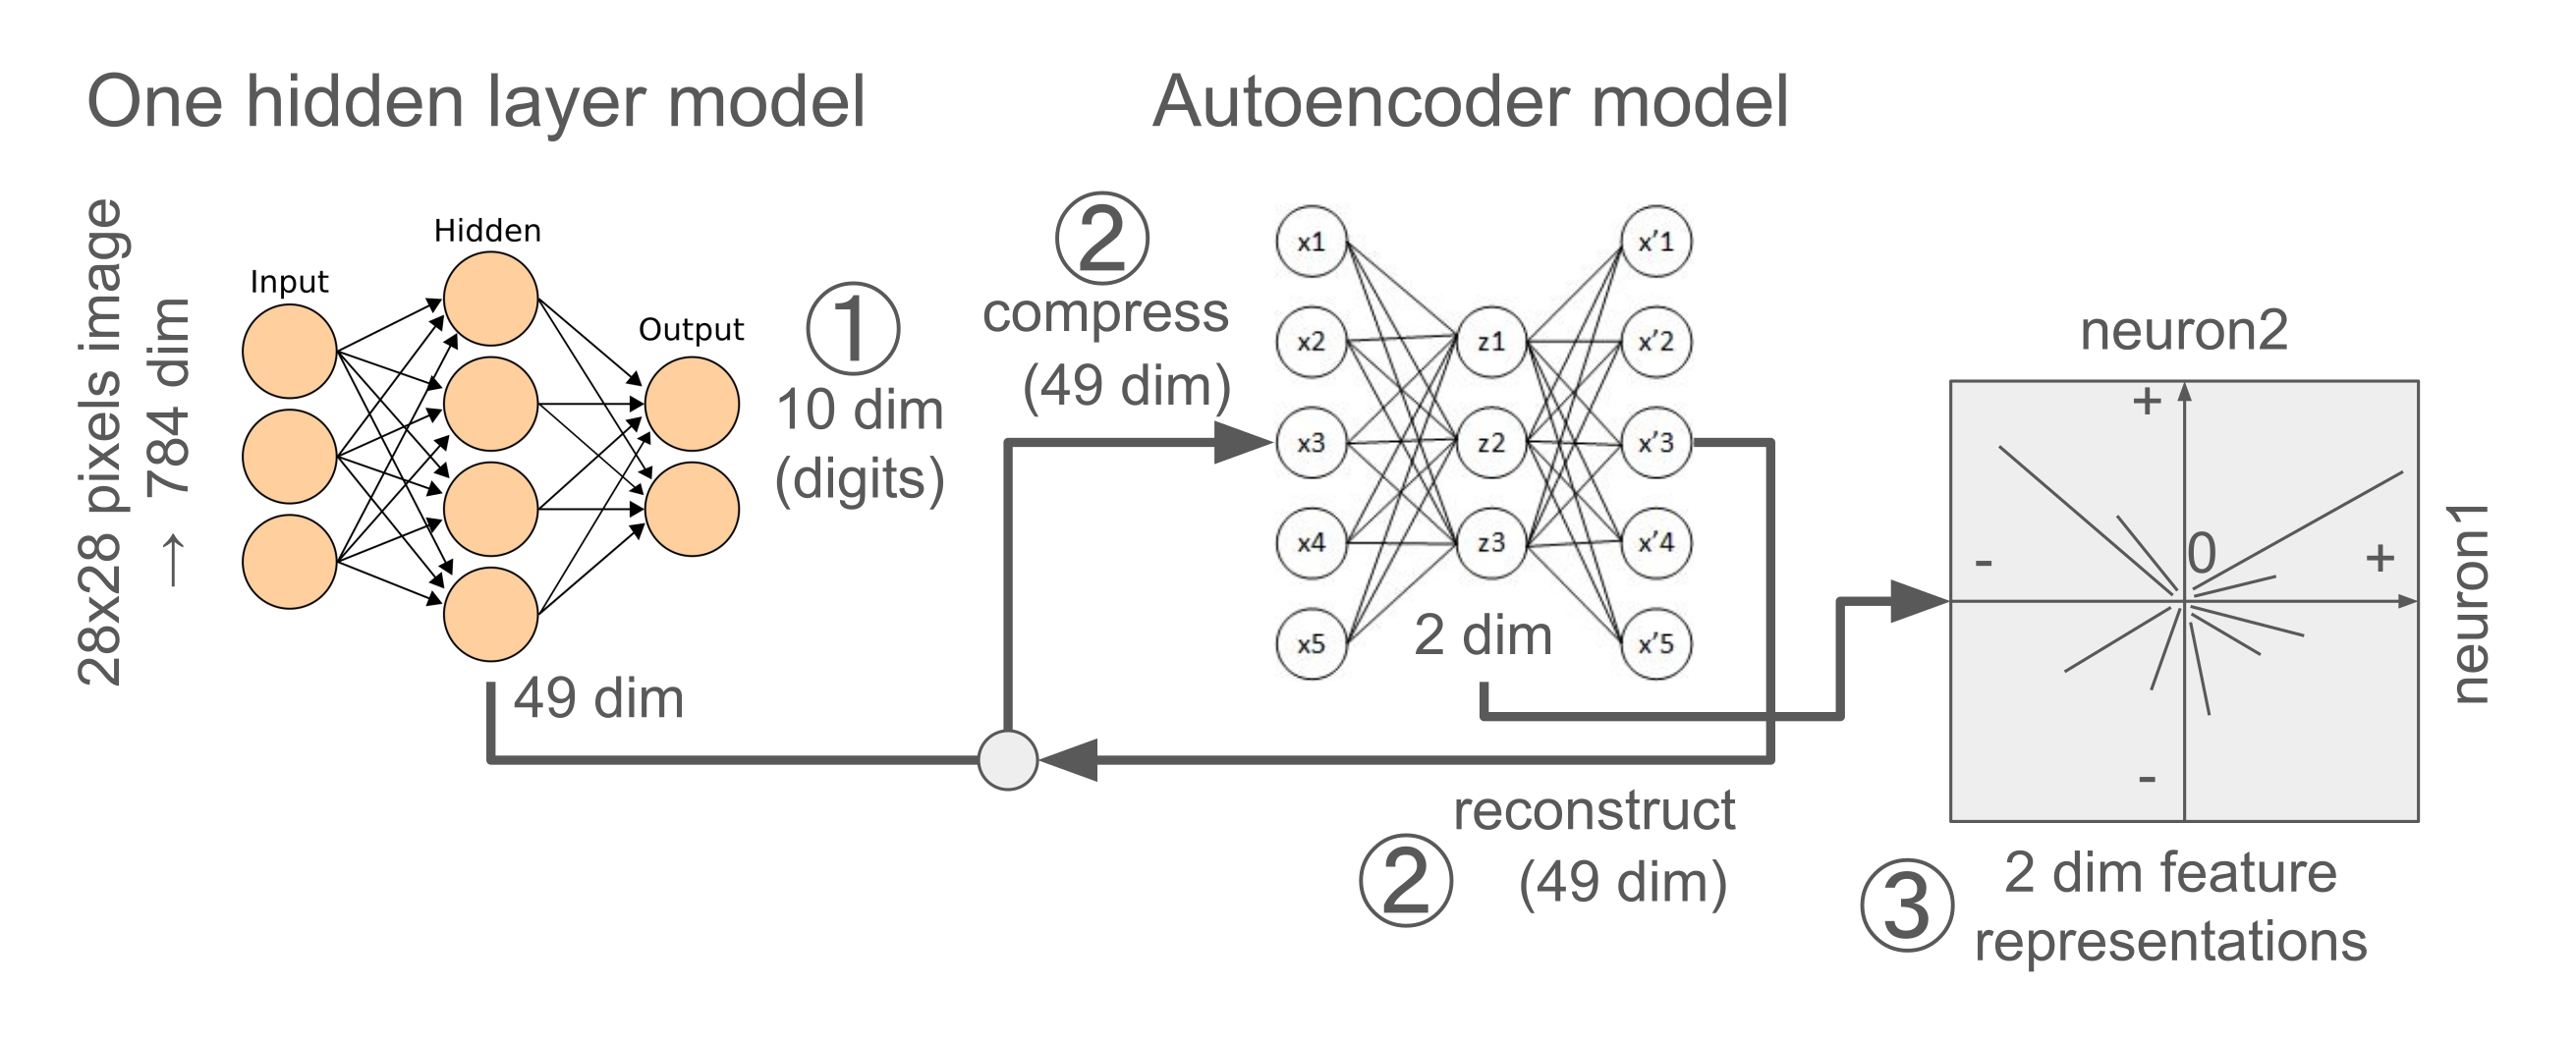 One hidden layer model
Autoencoder model
28x28 pixels image
→ 784 dim
Input
Hidden
Output
①
10 dim
(digits)
49 dim
②
compress
(49 dim)
x1
x2
x3
x4
x5
z1
z2
z3
2 dim
x'1
x'2
x'3
x'4
x'5
reconstruct
②
(49 dim)
neuron2
+
0
-
+
-
neuron1
③
2 dim feature
representations